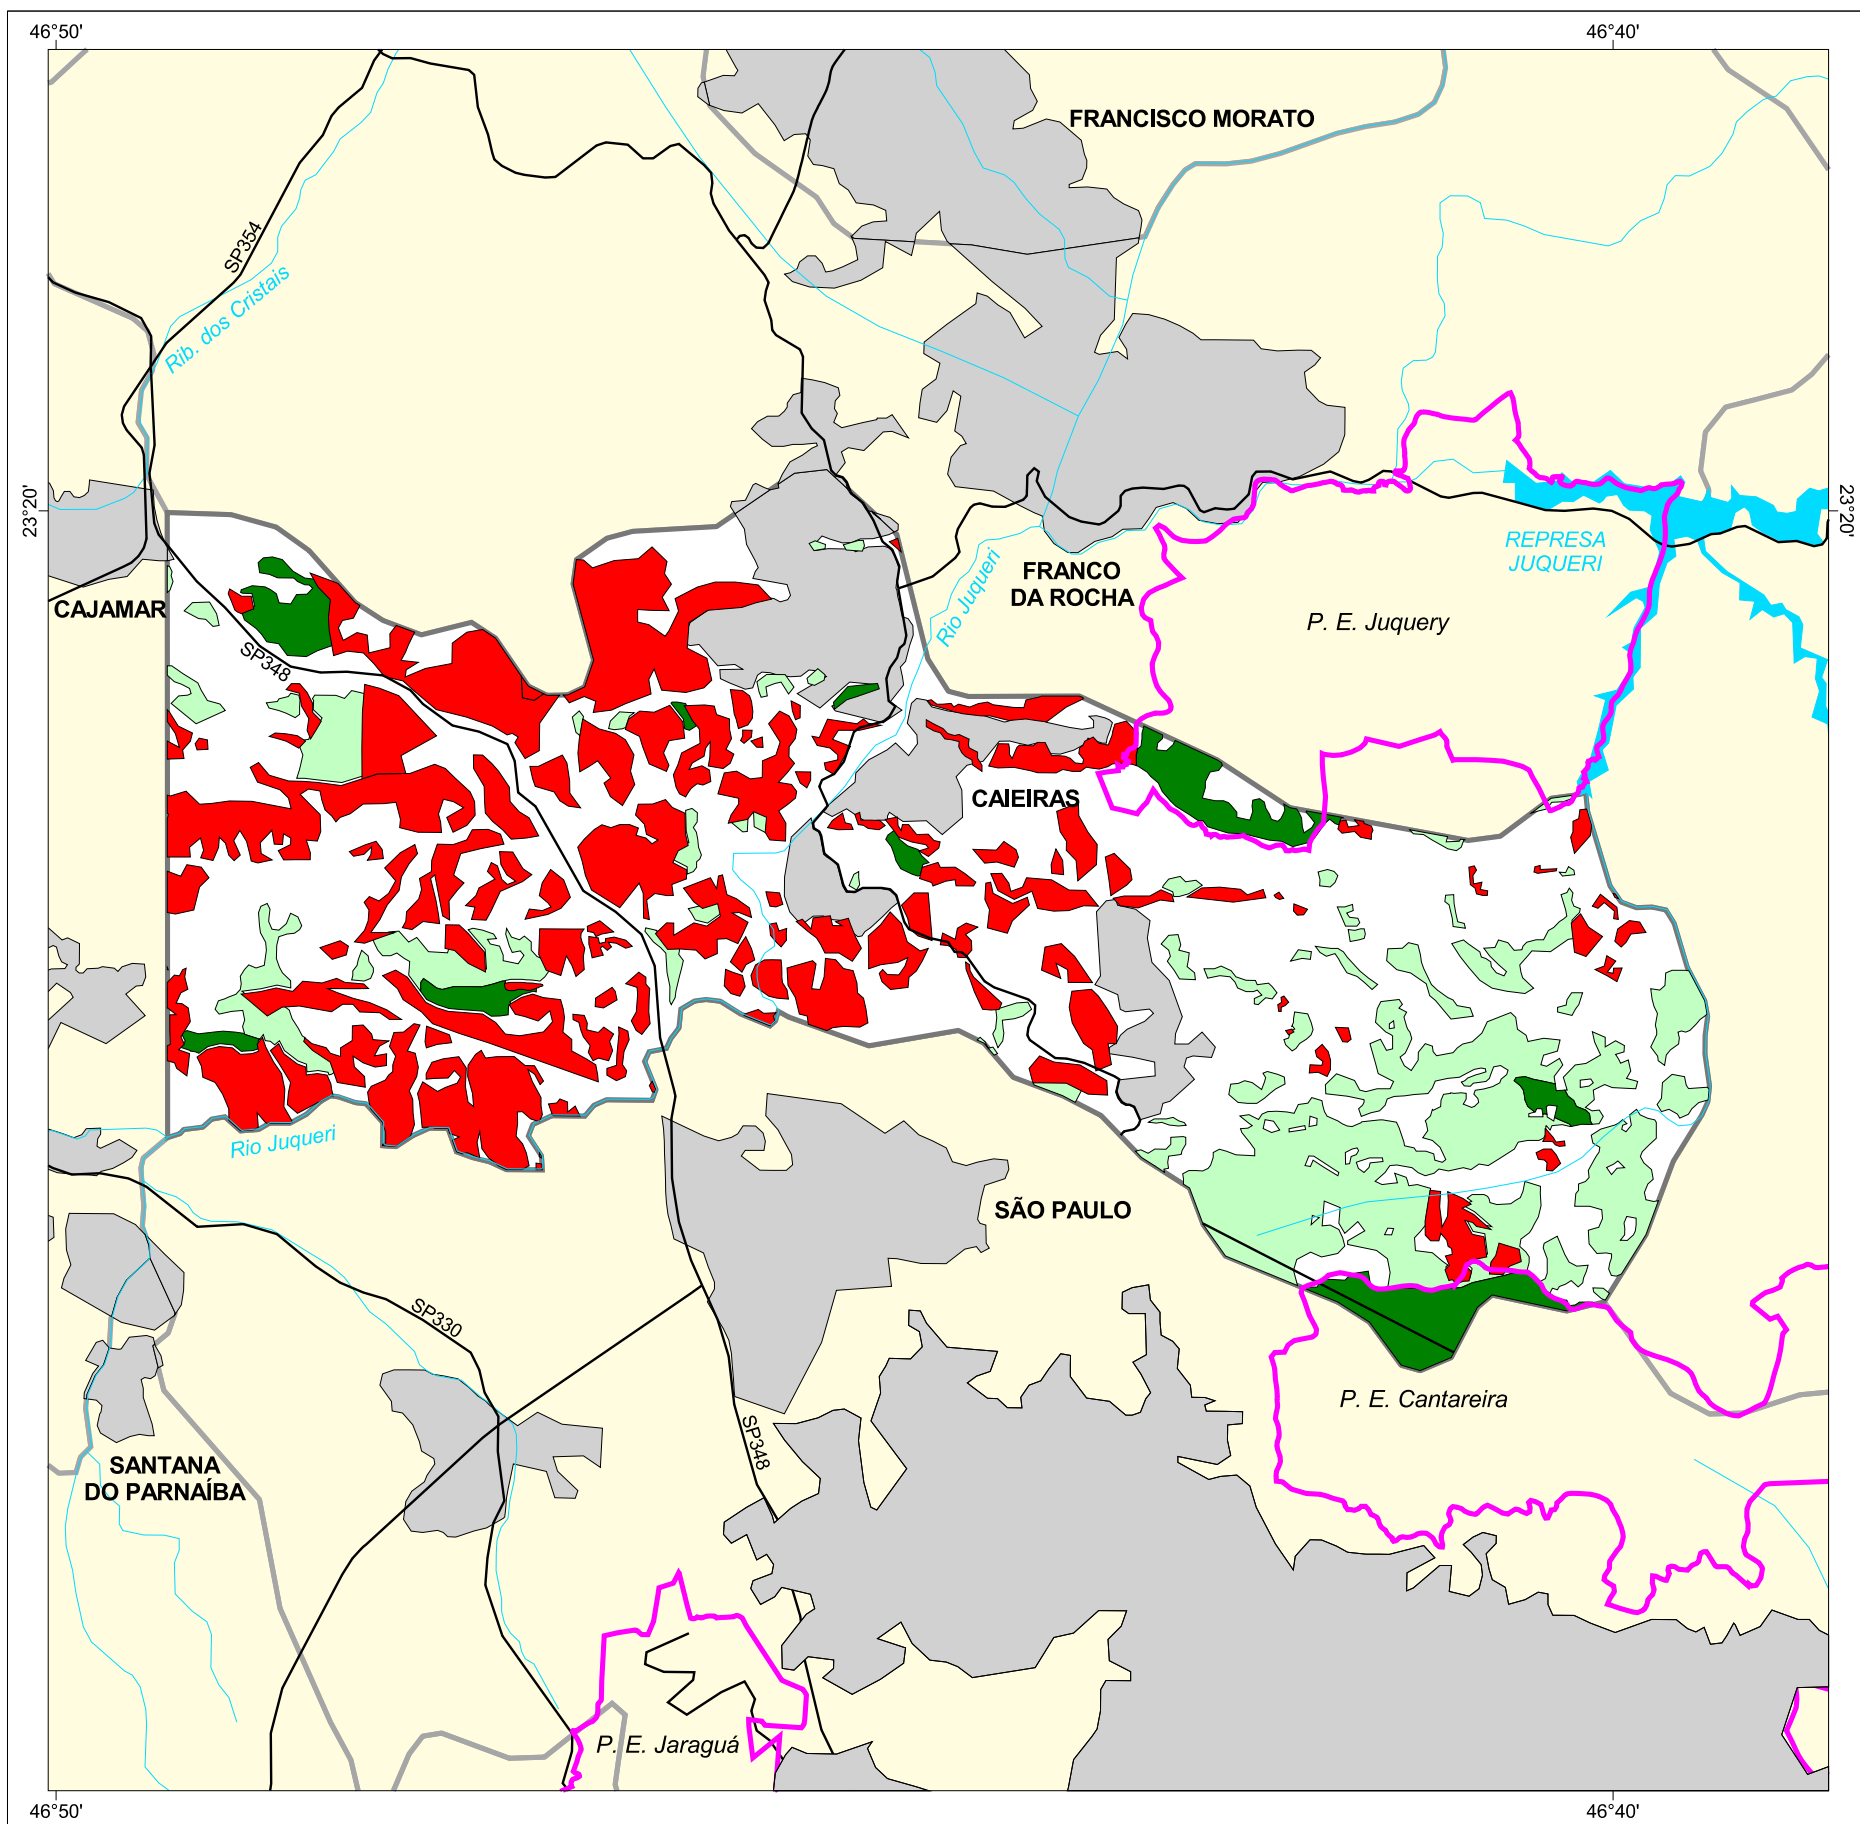 46°50'
46°40'
FRANCISCO MORATO
SP354
Rib. dos Cristais
23°20'
23°20'
REPRESA
JUQUERI
FRANCO
DA ROCHA
Rio Juqueri
CAJAMAR
P. E. Juquery
SP348
CAIEIRAS
Rio Juqueri
SÃO PAULO
SP330
P. E. Cantareira
SP348
SANTANA
DO PARNAÍBA
P. E. Jaraguá
46°50'
46°40'